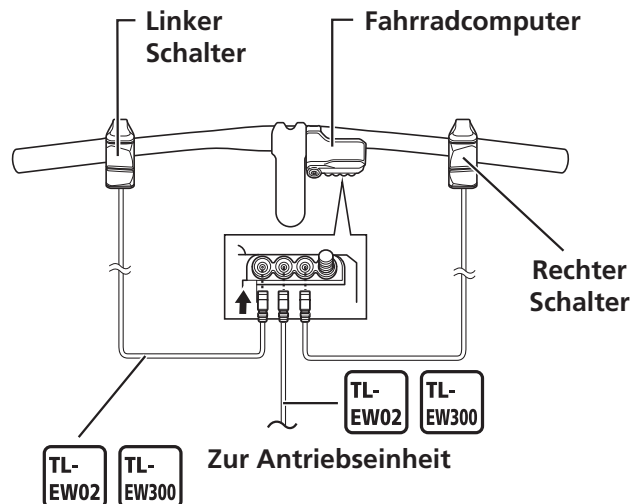 Linker
Schalter
Fahrradcomputer
Rechter
Schalter
TL-
EW02
TL-
EW300
Zur Antriebseinheit
TL-
EW02
TL-
EW300